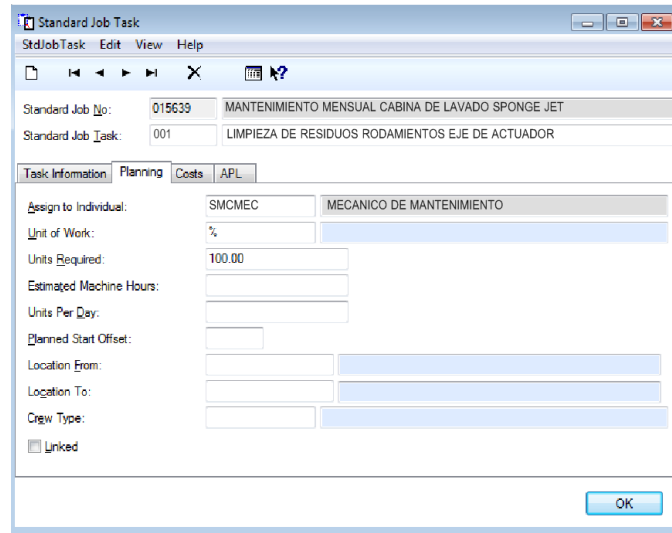 Standard Job Task
StdJobTask Edit View Help
Standard Job No: 015639 MANTENIMIENTO MENSUAL CABINA DE LAVADO SPONGE JET
Standard Job Task: 001 LIMPIEZA DE RESIDUOS RODAMIENTOS EJE DE ACTUADOR
Task Information Planning Costs APL
Assign to Individual: SMCMEC MECANICO DE MANTENIMIENTO
Unit of Work: %
Units Required: 100.00
Estimated Machine Hours:
Units Per Day:
Planned Start Offset:
Location From:
Location To:
Crew Type:
Linked
OK